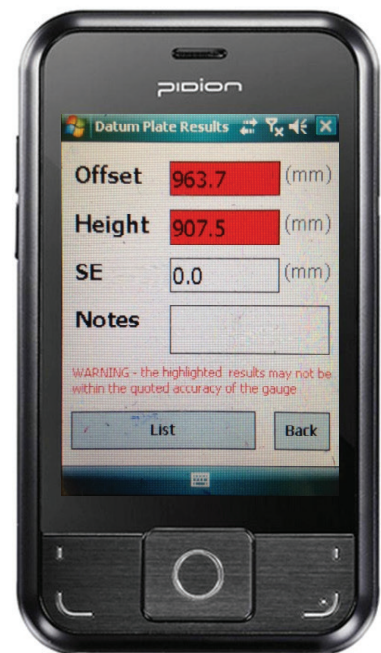 PIDION
Datum Plate Results
Offset 963.7 (mm)
Height 907.5 (mm)
SE 0.0 (mm)
Notes
WARNING - the highlighted results may not be
within the quoted accuracy of the gauge
List Back